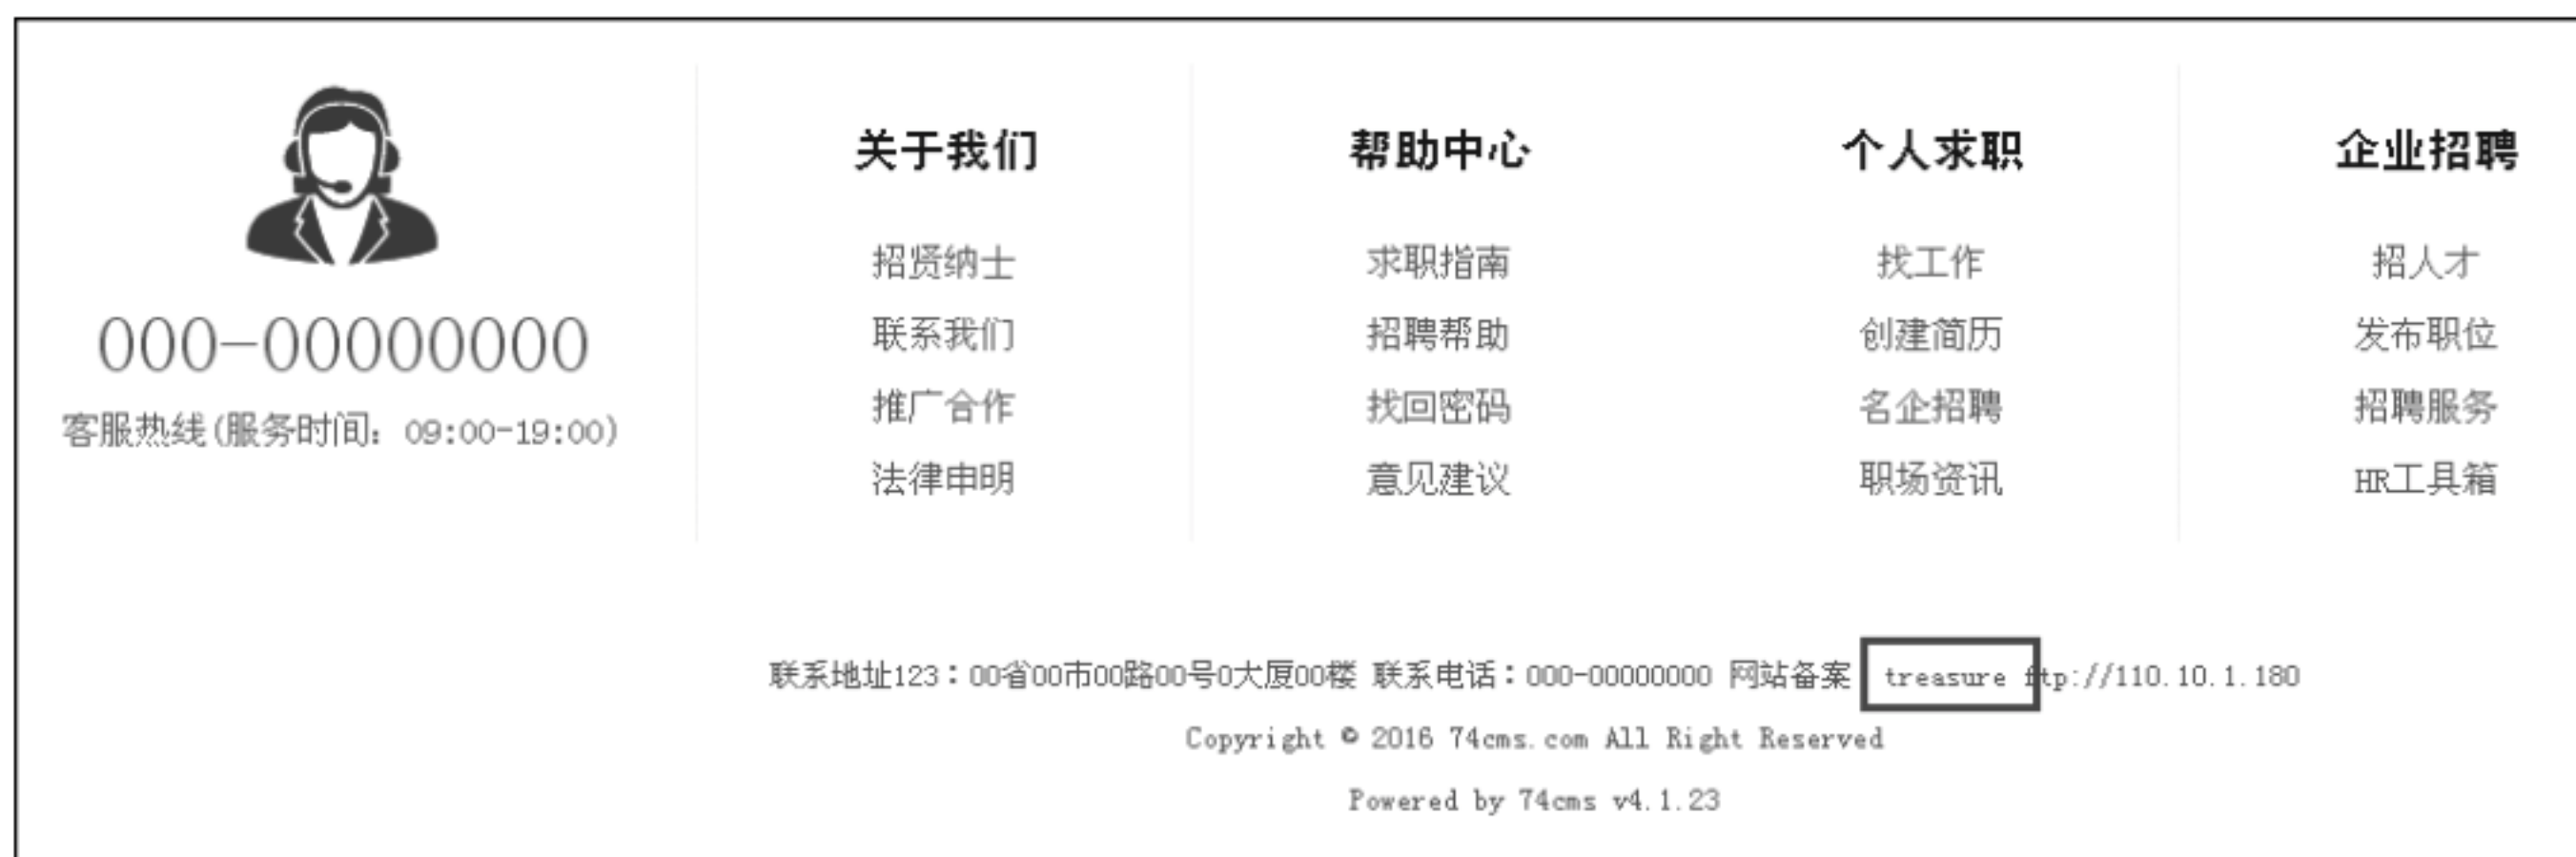 000-00000000
客服热线(服务时间：09:00-19:00)
关于我们
招贤纳士
联系我们
推广合作
法律申明
帮助中心
求职指南
招聘帮助
找回密码
意见建议
个人求职
找工作
创建简历
名企招聘
职场资讯
企业招聘
招人才
发布职位
招聘服务
HR工具箱
联系地址123：00省00市00路00号0大厦00楼 联系电话：000-00000000 网站备案 treasure ftp://110.10.1.180
Copyright © 2016 74cms.com All Right Reserved
Powered by 74cms v4.1.23